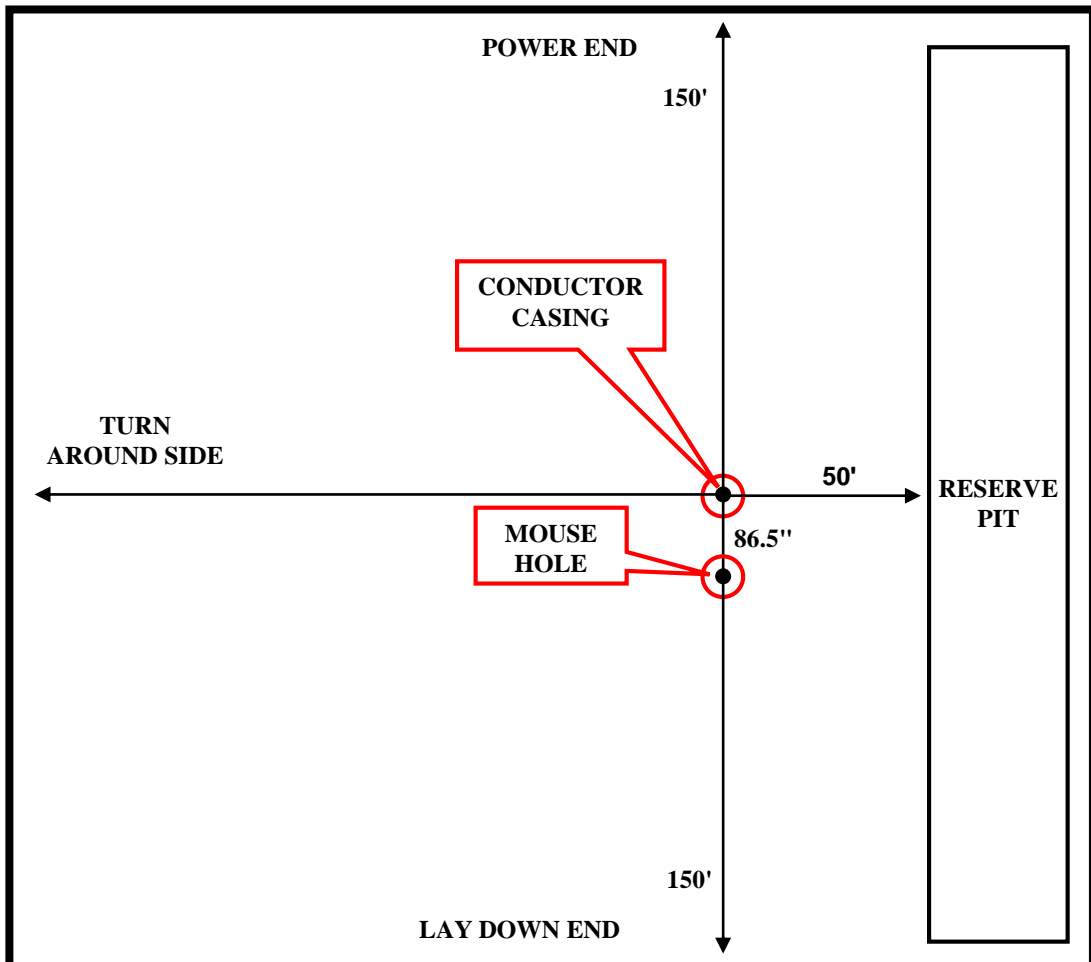 POWER END
150'
CONDUCTOR
CASING
TURN
AROUND SIDE
50'
RESERVE
PIT
MOUSE
HOLE
86.5"
150'
LAY DOWN END